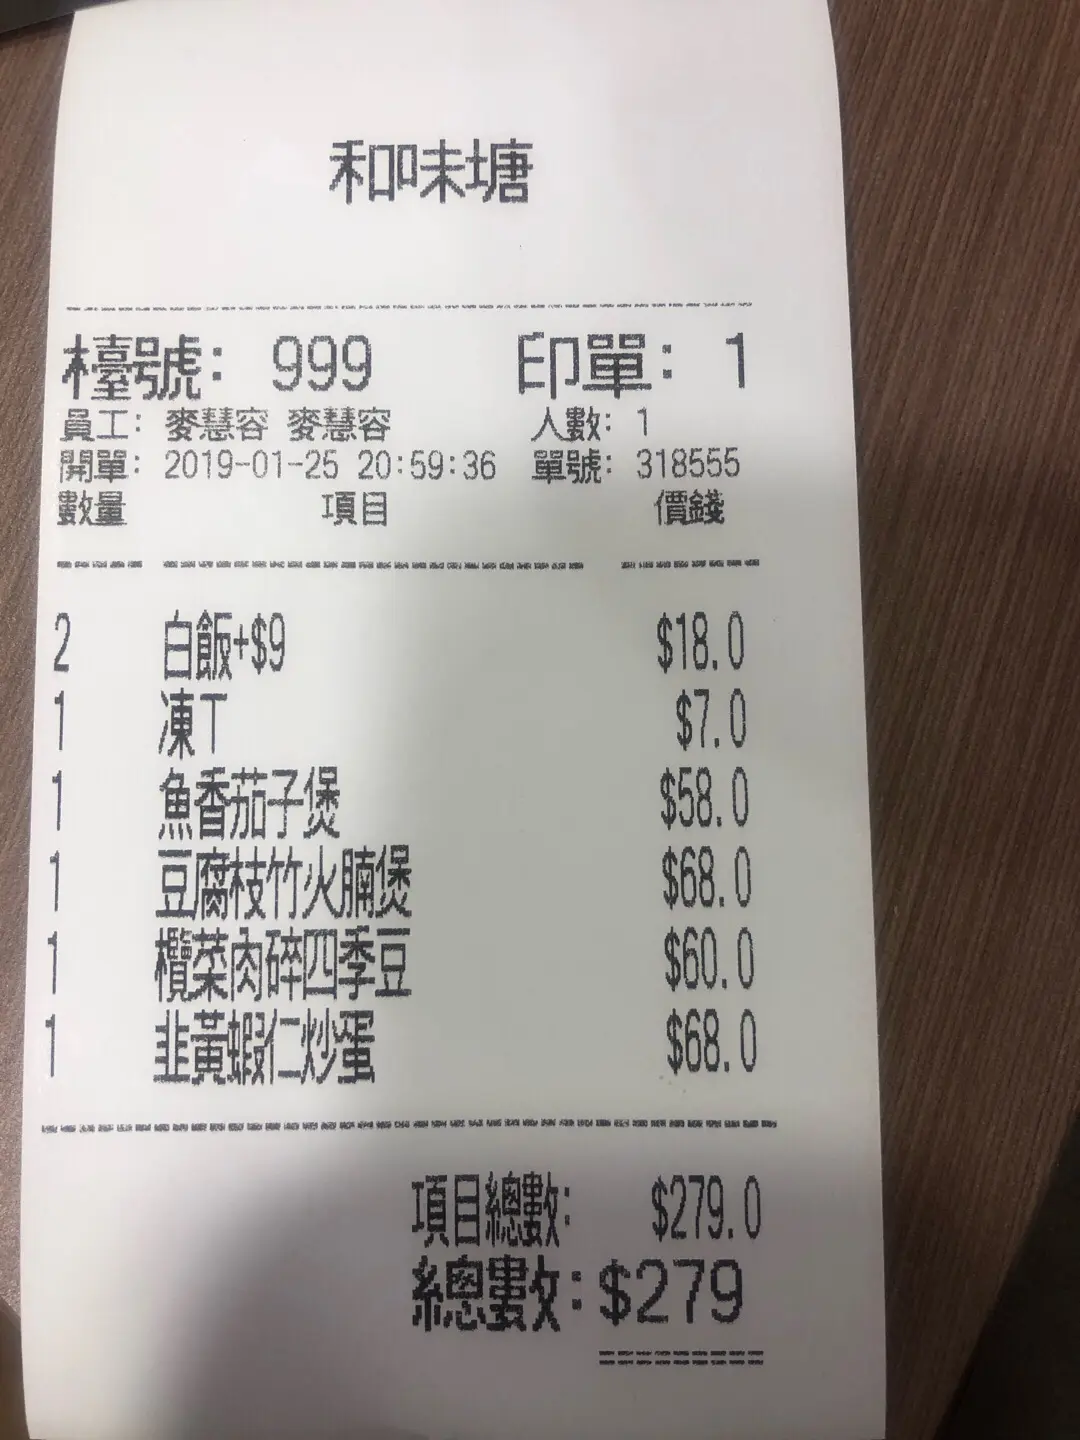 和味塘
檯號: 999 印單: 1
員工: 麥慧容 麥慧容 人數: 1
開單: 2019-01-25 20:59:36 單號: 318555
數量 項目 價錢
2 白飯+$9 $18.0
1 凍丅 $7.0
1 魚香茄子煲 $58.0
1 豆腐枝竹火腩煲 $68.0
1 欖菜肉碎四季豆 $60.0
1 韭黃蝦仁炒蛋 $68.0
項目總數: $279.0
總數: $279